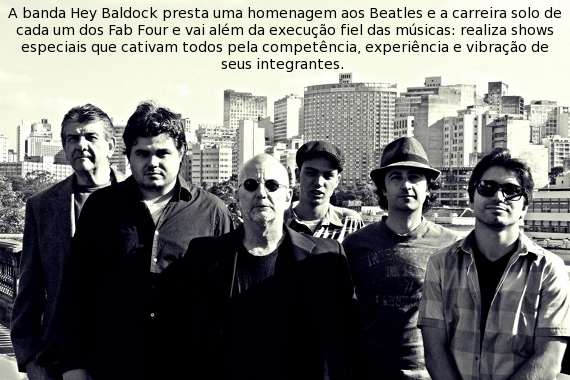 A banda Hey Baldock presta uma homenagem aos Beatles e a carreira solo de
cada um dos Fab Four e vai além da execução fiel das músicas: realiza shows
especiais que cativam todos pela competência, experiência e vibração de
seus integrantes.